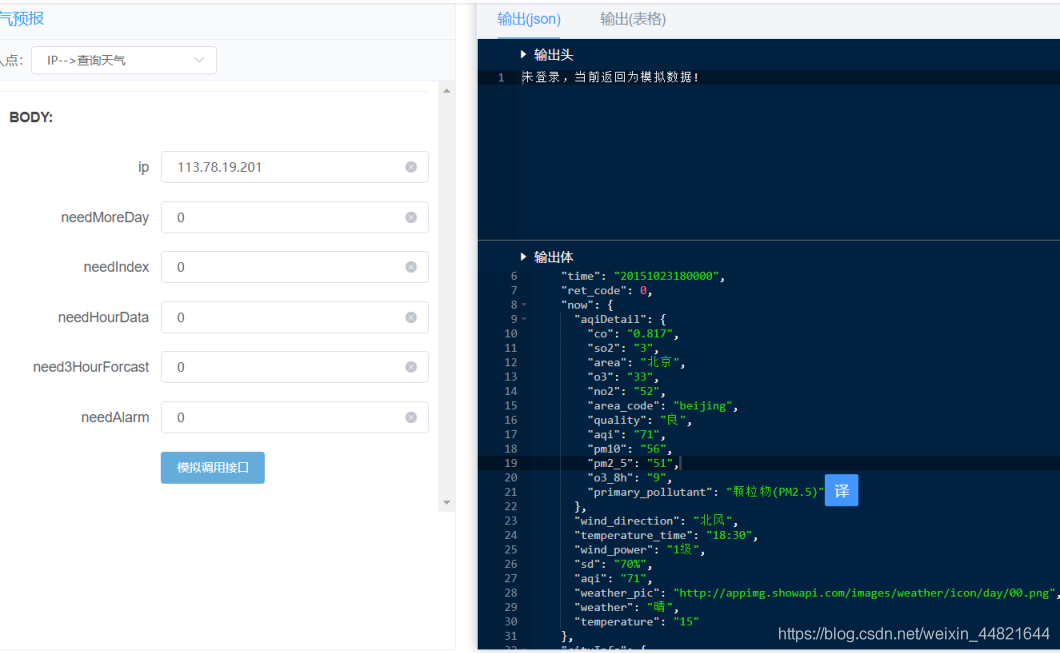 气预报
点:
IP-->查询天气
BODY:
ip
113.78.19.201
needMoreDay
0
needIndex
0
needHourData
0
need3HourForcast
0
needAlarm
0
模拟调用接口
输出(json)
输出(表格)
输出头
1
未登录，当前返回为模拟数据!
输出体
6 "time": "20151023180000",
7 "ret_code": 0,
8 "now": {
9 "aqiDetail": {
10 "co": "0.817",
11 "so2": "3",
12 "area": "北京",
13 "o3": "33",
14 "no2": "52",
15 "area_code": "beijing",
16 "quality": "良",
17 "aqi": "71",
18 "pm10": "56",
19 "pm2_5": "51",
20 "o3_8h": "9",
21 "primary_pollutant": "颗粒物(PM2.5)"
译
22 },
23 "wind_direction": "北风",
24 "temperature_time": "18:30",
25 "wind_power": "1级",
26 "sd": "70%",
27 "aqi": "71",
28 "weather_pic": "http://appimg.showapi.com/images/weather/icon/day/00.png",
29 "weather": "晴",
30 "temperature": "15"
31 },
https://blog.csdn.net/weixin_44821644